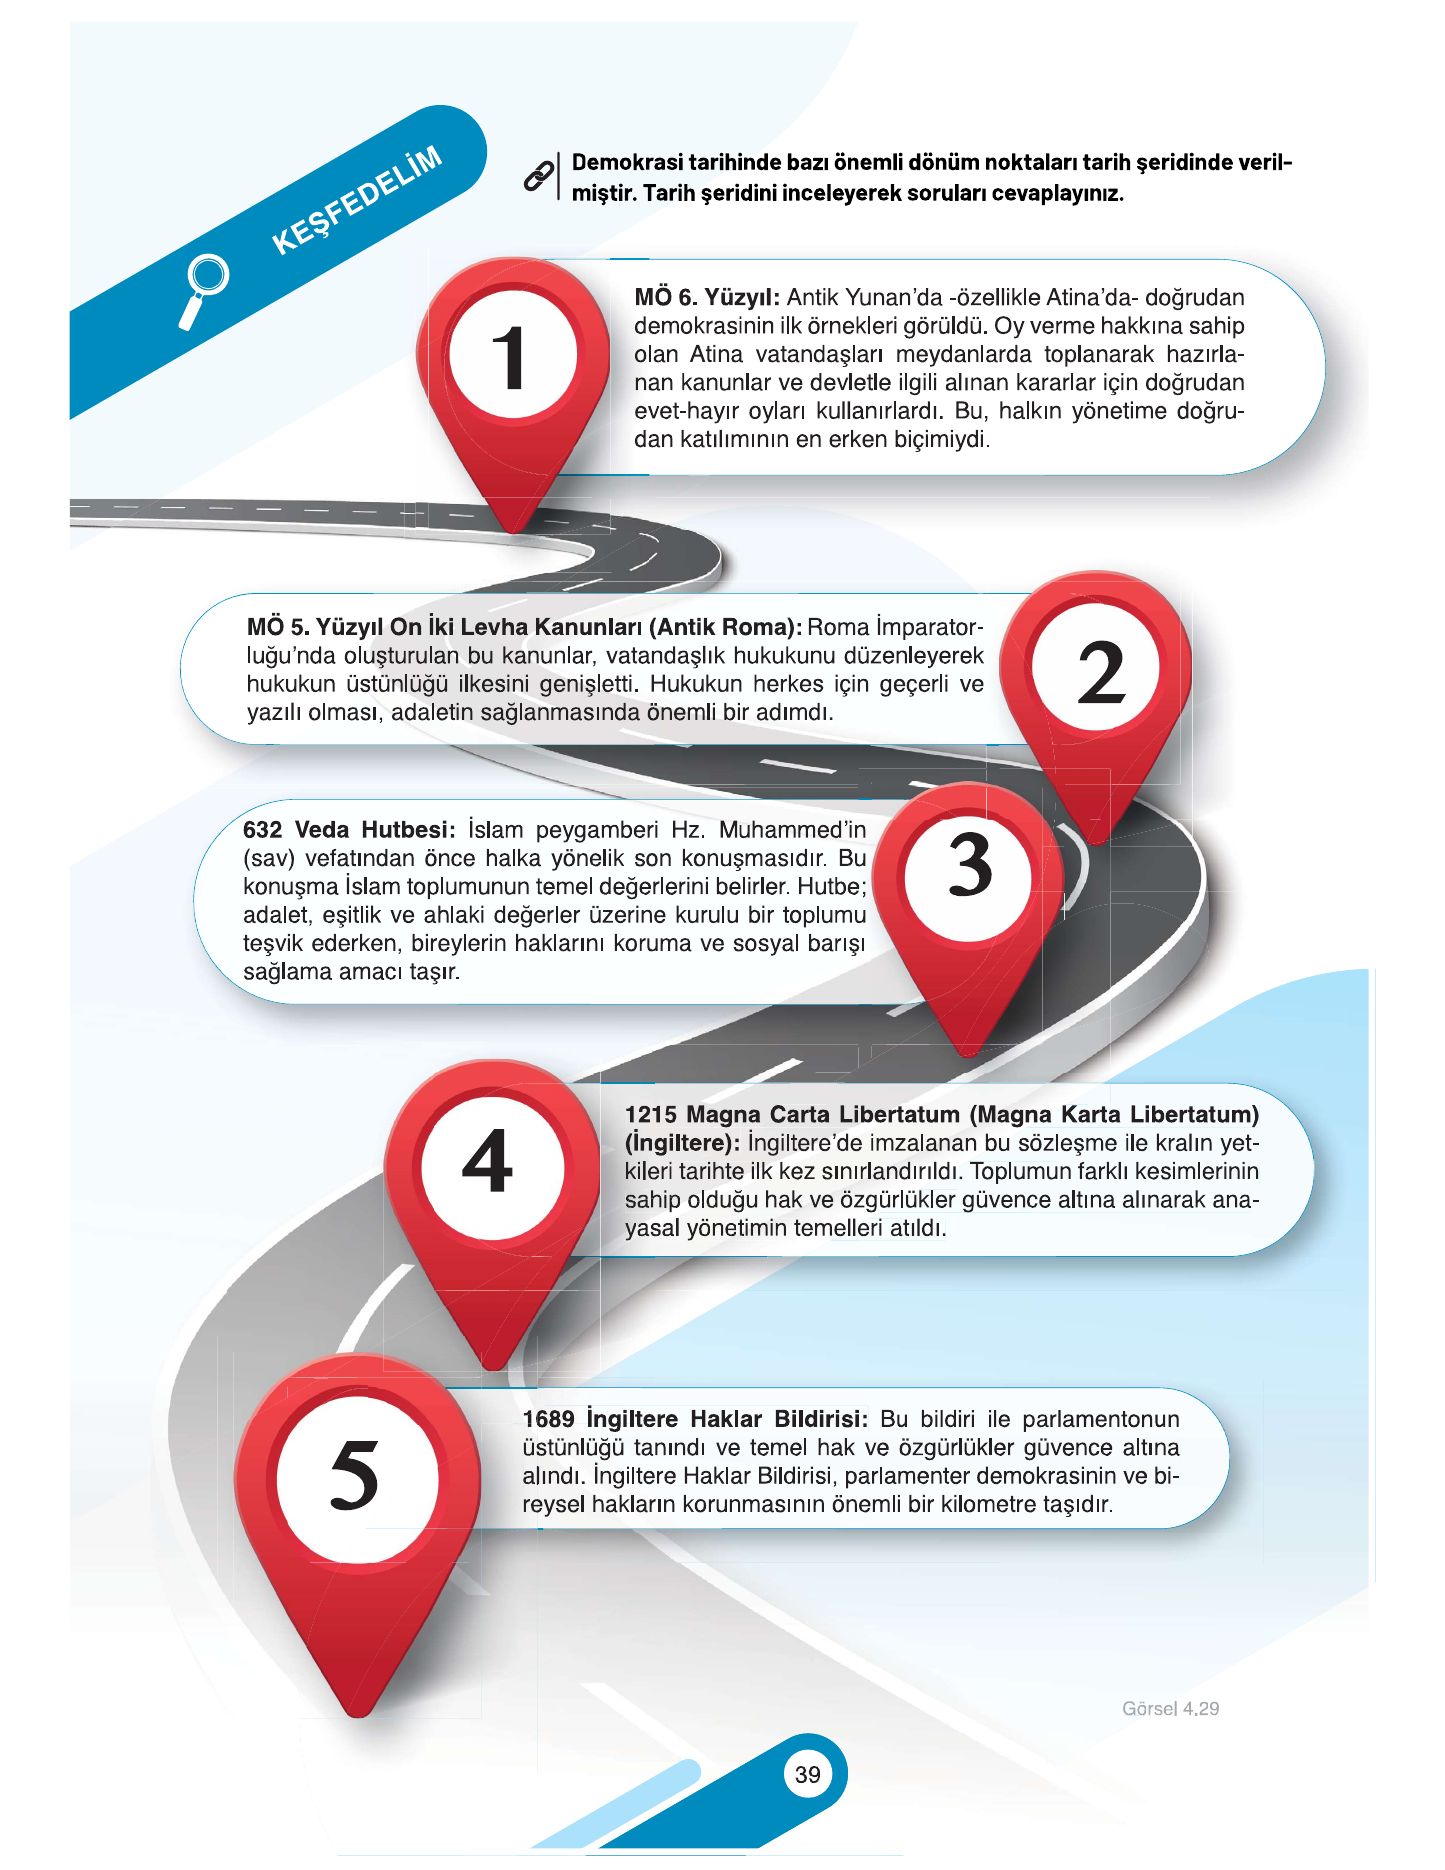 KEŞFEDELİM
Demokrasi tarihinde bazı önemli dönüm noktaları tarih şeridinde veril-
miştir. Tarih şeridini inceleyerek soruları cevaplayınız.
1
MÖ 6. Yüzyıl: Antik Yunan’da -özellikle Atina’da- doğrudan
demokrasinin ilk örnekleri görüldü. Oy verme hakkına sahip
olan Atina vatandaşları meydanlarda toplanarak hazırla-
nan kanunlar ve devletle ilgili alınan kararlar için doğrudan
evet-hayır oyları kullanırlardı. Bu, halkın yönetime doğru-
dan katılımının en erken biçimiydi.
MÖ 5. Yüzyıl On İki Levha Kanunları (Antik Roma): Roma İmparator-
luğu’nda oluşturulan bu kanunlar, vatandaşlık hukukunu düzenleyerek
hukukun üstünlüğü ilkesini genişletti. Hukukun herkes için geçerli ve
yazılı olması, adaletin sağlanmasında önemli bir adımdı.
2
632 Veda Hutbesi: İslam peygamberi Hz. Muhammed’in
(sav) vefatından önce halka yönelik son konuşmasıdır. Bu
konuşma İslam toplumunun temel değerlerini belirler. Hutbe;
adalet, eşitlik ve ahlaki değerler üzerine kurulu bir toplumu
teşvik ederken, bireylerin haklarını koruma ve sosyal barışı
sağlama amacı taşır.
3
4
1215 Magna Carta Libertatum (Magna Karta Libertatum)
(İngiltere): İngiltere’de imzalanan bu sözleşme ile kralın yet-
kileri tarihte ilk kez sınırlandırıldı. Toplumun farklı kesimlerinin
sahip olduğu hak ve özgürlükler güvence altına alınarak ana-
yasal yönetimin temelleri atıldı.
5
1689 İngiltere Haklar Bildirisi: Bu bildiri ile parlamentonun
üstünlüğü tanındı ve temel hak ve özgürlükler güvence altına
alındı. İngiltere Haklar Bildirisi, parlamenter demokrasinin ve bi-
reysel hakların korunmasının önemli bir kilometre taşıdır.
Görsel 4.29
39